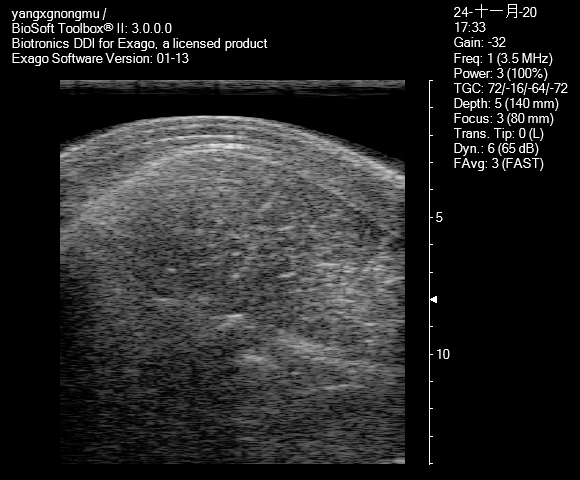 yangxgnongmu /
BioSoft Toolbox® II: 3.0.0.0
Biotronics DDI for Exago, a licensed product
Exago Software Version: 01-13
24-十一月-20
17:33
Gain: -32
Freq: 1 (3.5 MHz)
Power: 3 (100%)
TGC: 72/-16/-64/-72
Depth: 5 (140 mm)
Focus: 3 (80 mm)
Trans. Tip: 0 (L)
Dyn.: 6 (65 dB)
FAvg: 3 (FAST)
5
10